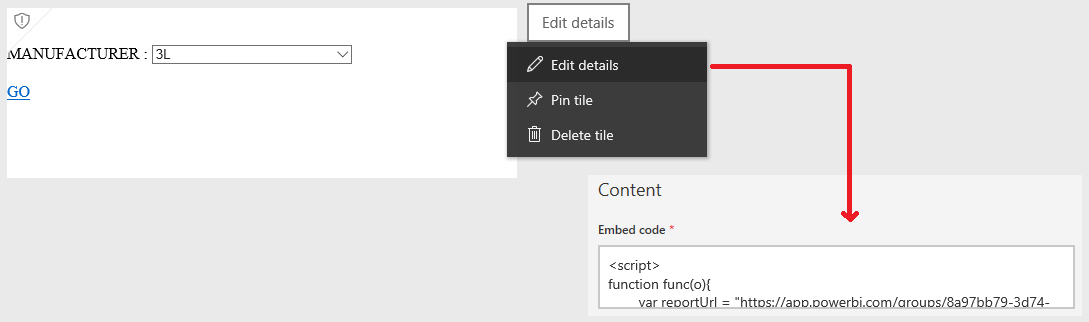 MANUFACTURER : 3L
GO
Edit details
Edit details
Pin tile
Delete tile
Content
Embed code *
<script>
function func(o){
var reportUrl = "https://app.powerbi.com/groups/8a97bb79-3d74-